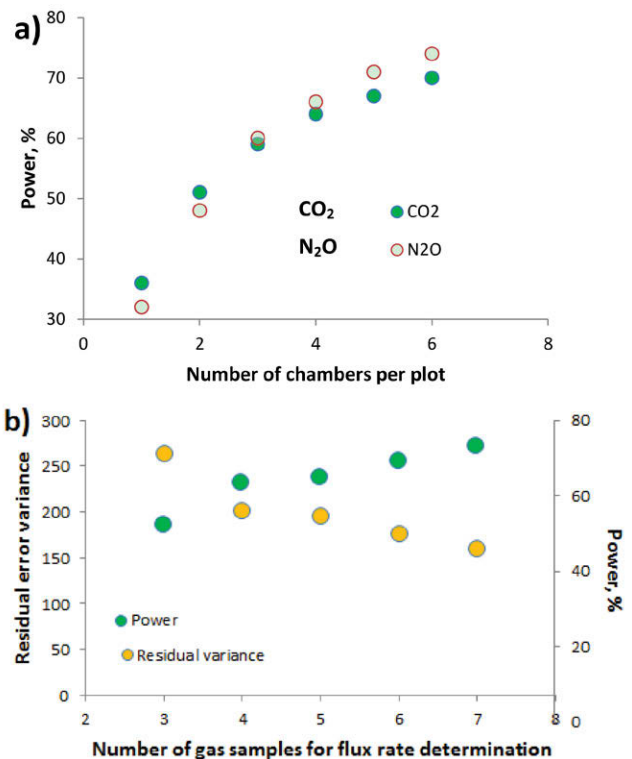 a)
Power, %
80
70
60
50
40
30
0
2
4
6
8
CO₂
N₂O
CO2
N2O
Number of chambers per plot
b)
Residual error variance
300
250
200
150
100
50
0
80
60
40
20
0
Power, %
Power
Residual variance
2
3
4
5
6
7
8
Number of gas samples for flux rate determination